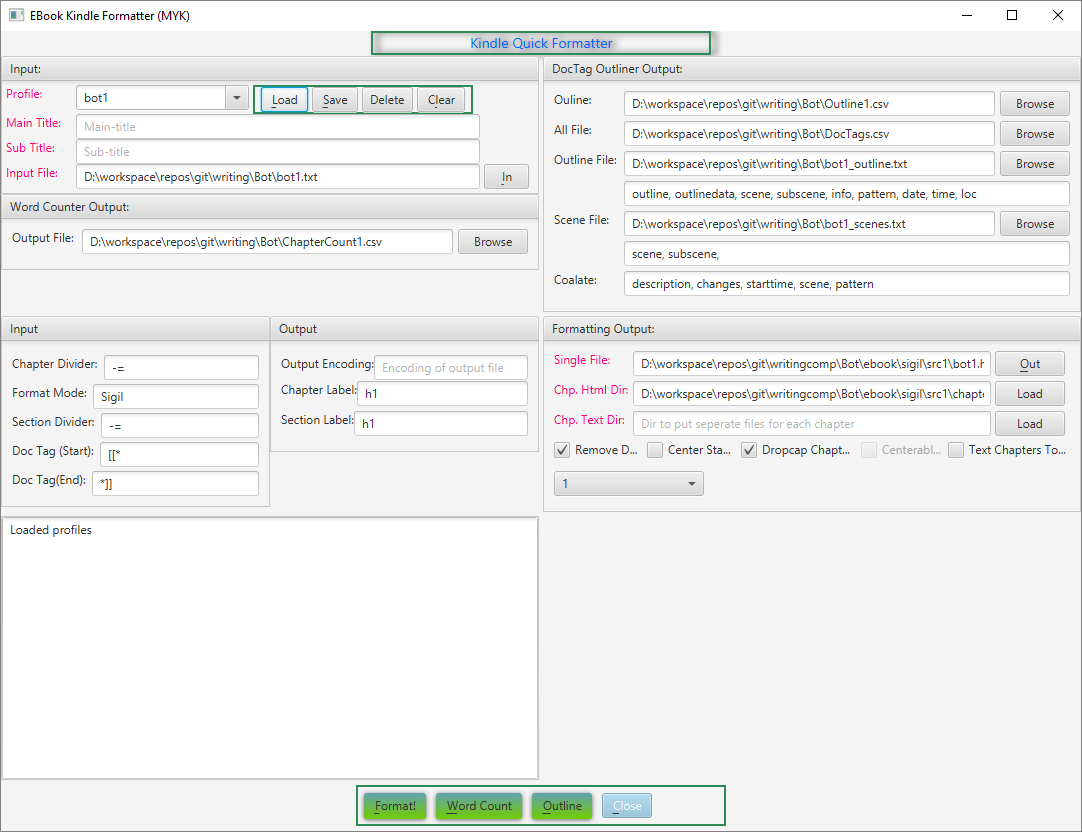 EBook Kindle Formatter (MYK)
Kindle Quick Formatter
Input:
Profile: bot1 Load Save Delete Clear
Main Title: Main-title
Sub Title: Sub-title
Input File: D:\workspace\repos\git\writing\Bot\bot1.txt In
Word Counter Output:
Output File: D:\workspace\repos\git\writing\Bot\ChapterCount1.csv Browse
DocTag Outliner Output:
Ouline: D:\workspace\repos\git\writing\Bot\Outline1.csv Browse
All File: D:\workspace\repos\git\writing\Bot\DocTags.csv Browse
Outline File: D:\workspace\repos\git\writing\Bot\bot1_outline.txt Browse
outline, outlinedata, scene, subscene, info, pattern, date, time, loc
Scene File: D:\workspace\repos\git\writing\Bot\bot1_scenes.txt Browse
scene, subscene,
Coalate: description, changes, starttime, scene, pattern
Input
Chapter Divider: -=
Format Mode: Sigil
Section Divider: -=
Doc Tag (Start): [[*
Doc Tag(End): *]]
Output
Output Encoding: Encoding of output file
Chapter Label: h1
Section Label: h1
Formatting Output:
Single File: D:\workspace\repos\git\writingcomp\Bot\ebook\sigil\src1\bot1.h Out
Chp. Html Dir: D:\workspace\repos\git\writingcomp\Bot\ebook\sigil\src1\chapte Load
Chp. Text Dir: Dir to put seperate files for each chapter Load
Remove D... Center Sta... Dropcap Chapt... Centerabl... Text Chapters To...
1
Loaded profiles
Format! Word Count Outline Close